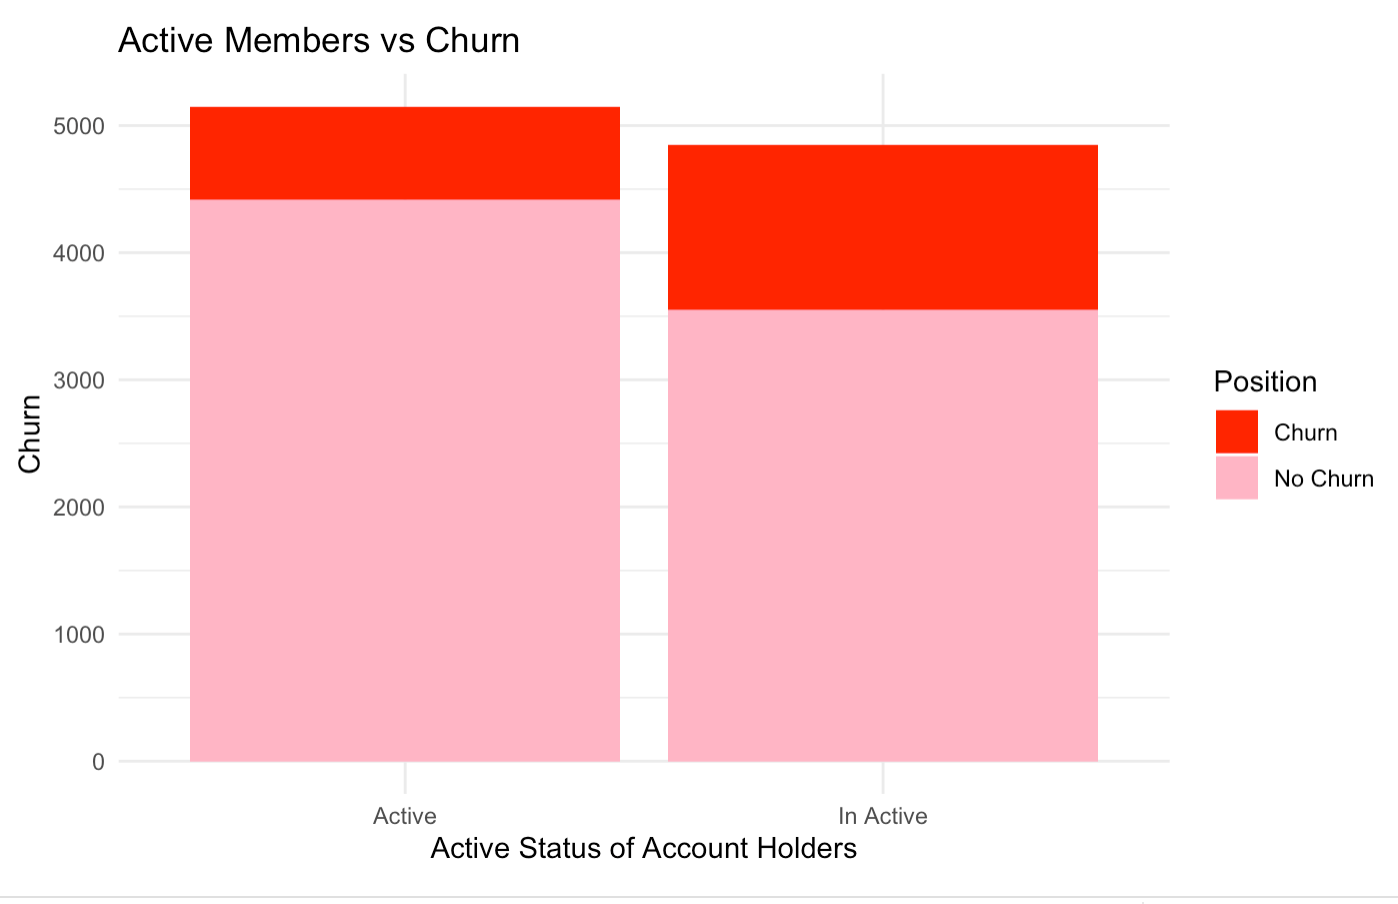 Active Members vs Churn
5000
4000
3000
2000
1000
0
Churn
Active
In Active
Active Status of Account Holders
Position
Churn
No Churn